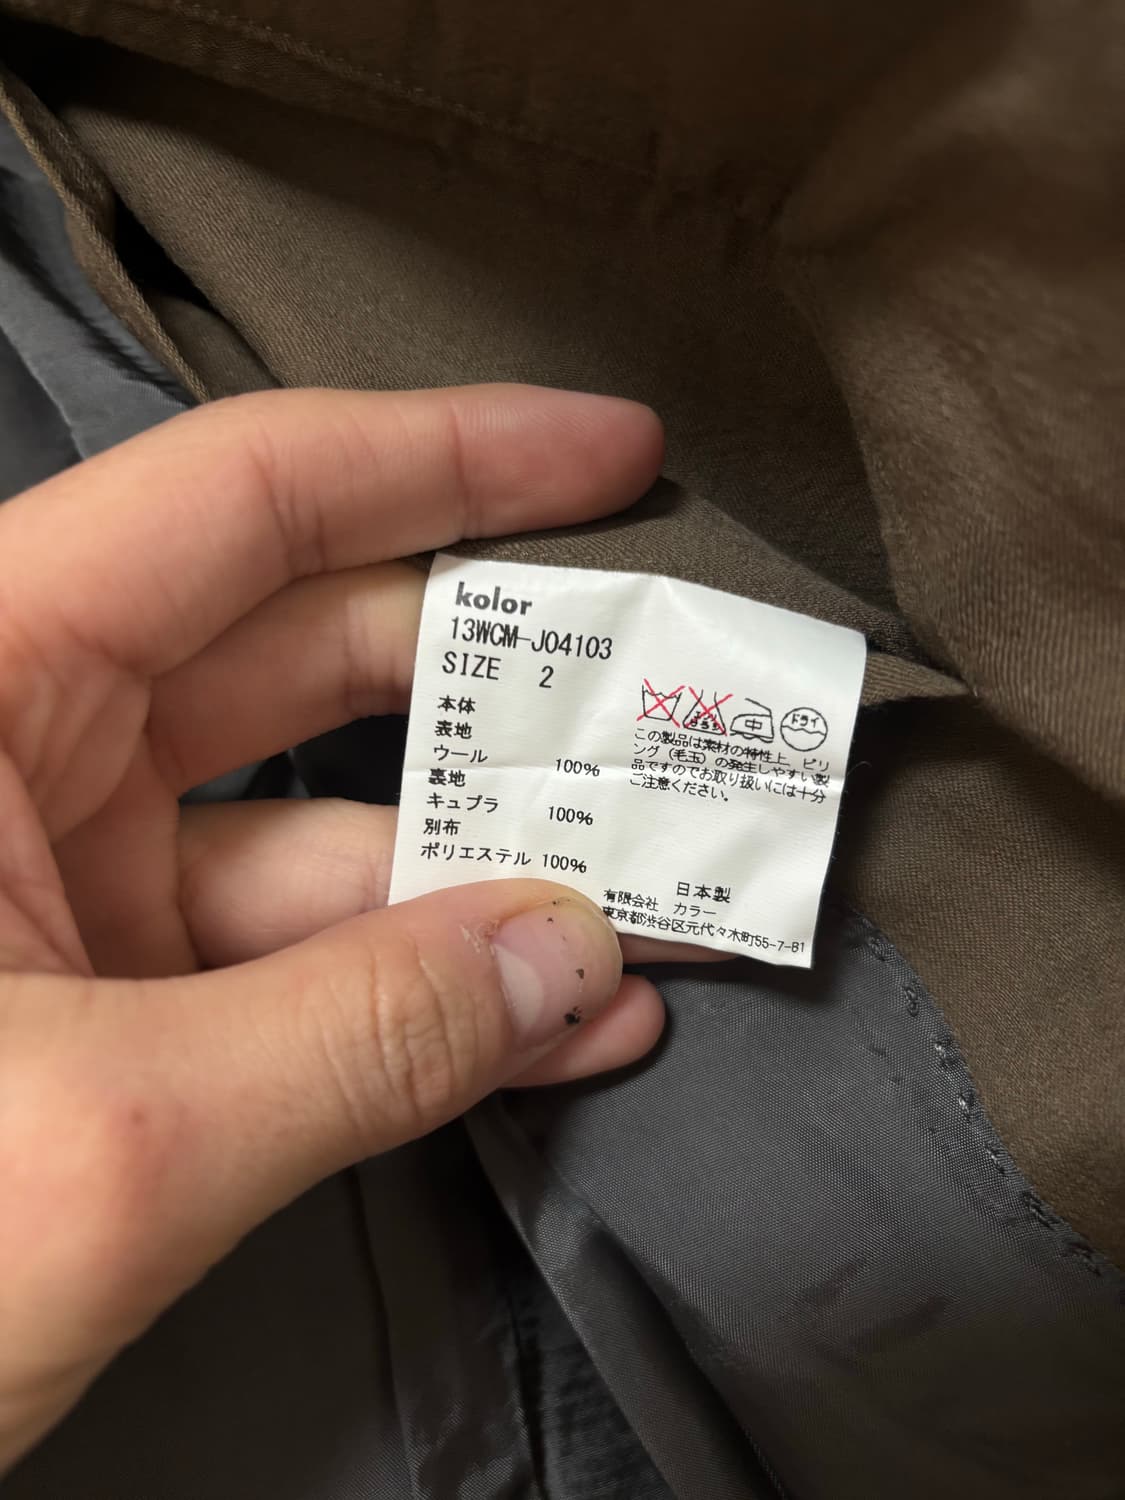 kolor
13WCM-J04103
SIZE 2
本体
表地
ウール 100%
裏地
キュプラ 100%
別布
ポリエステル 100%
中
ドライ
この製品は素材の特性上、ピリ
ング(毛玉)の発生しやすい製
品ですのでお取り扱いには十分
ご注意ください。
日本製
有限会社 カラー
東京都渋谷区元代々木町55-7-B1